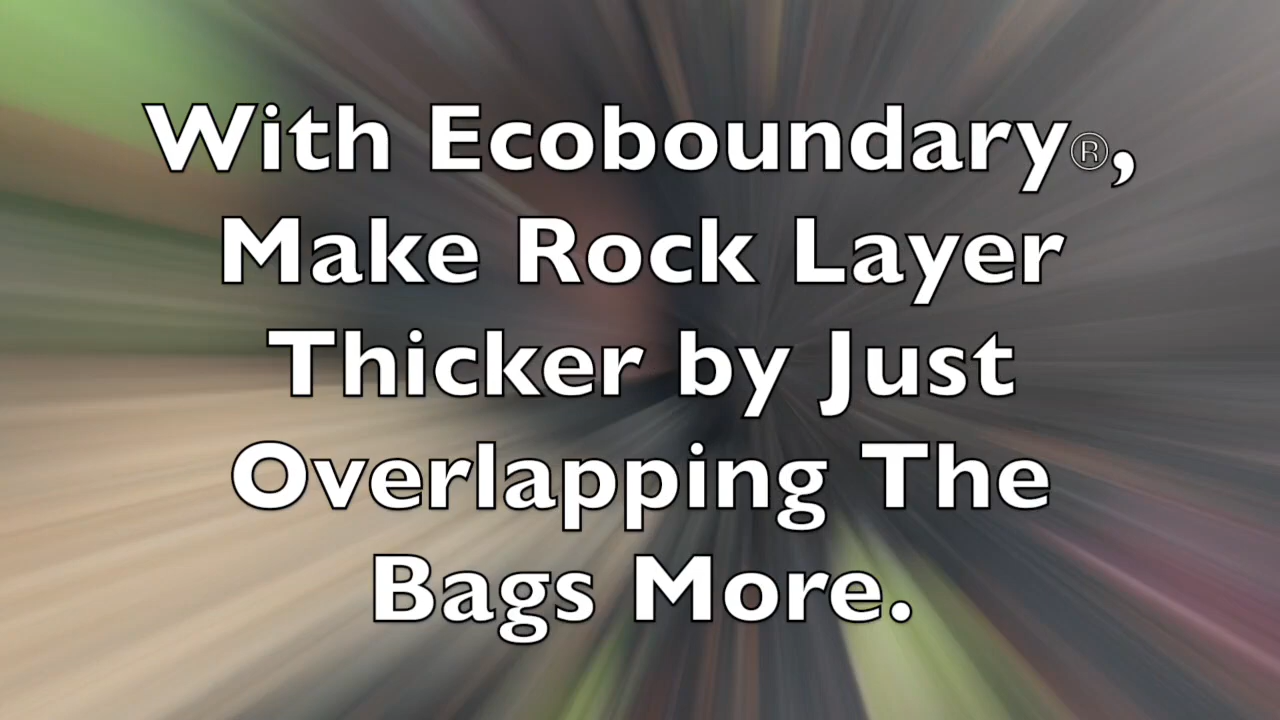 With Ecoboundary®,
Make Rock Layer
Thicker by Just
Overlapping The
Bags More.